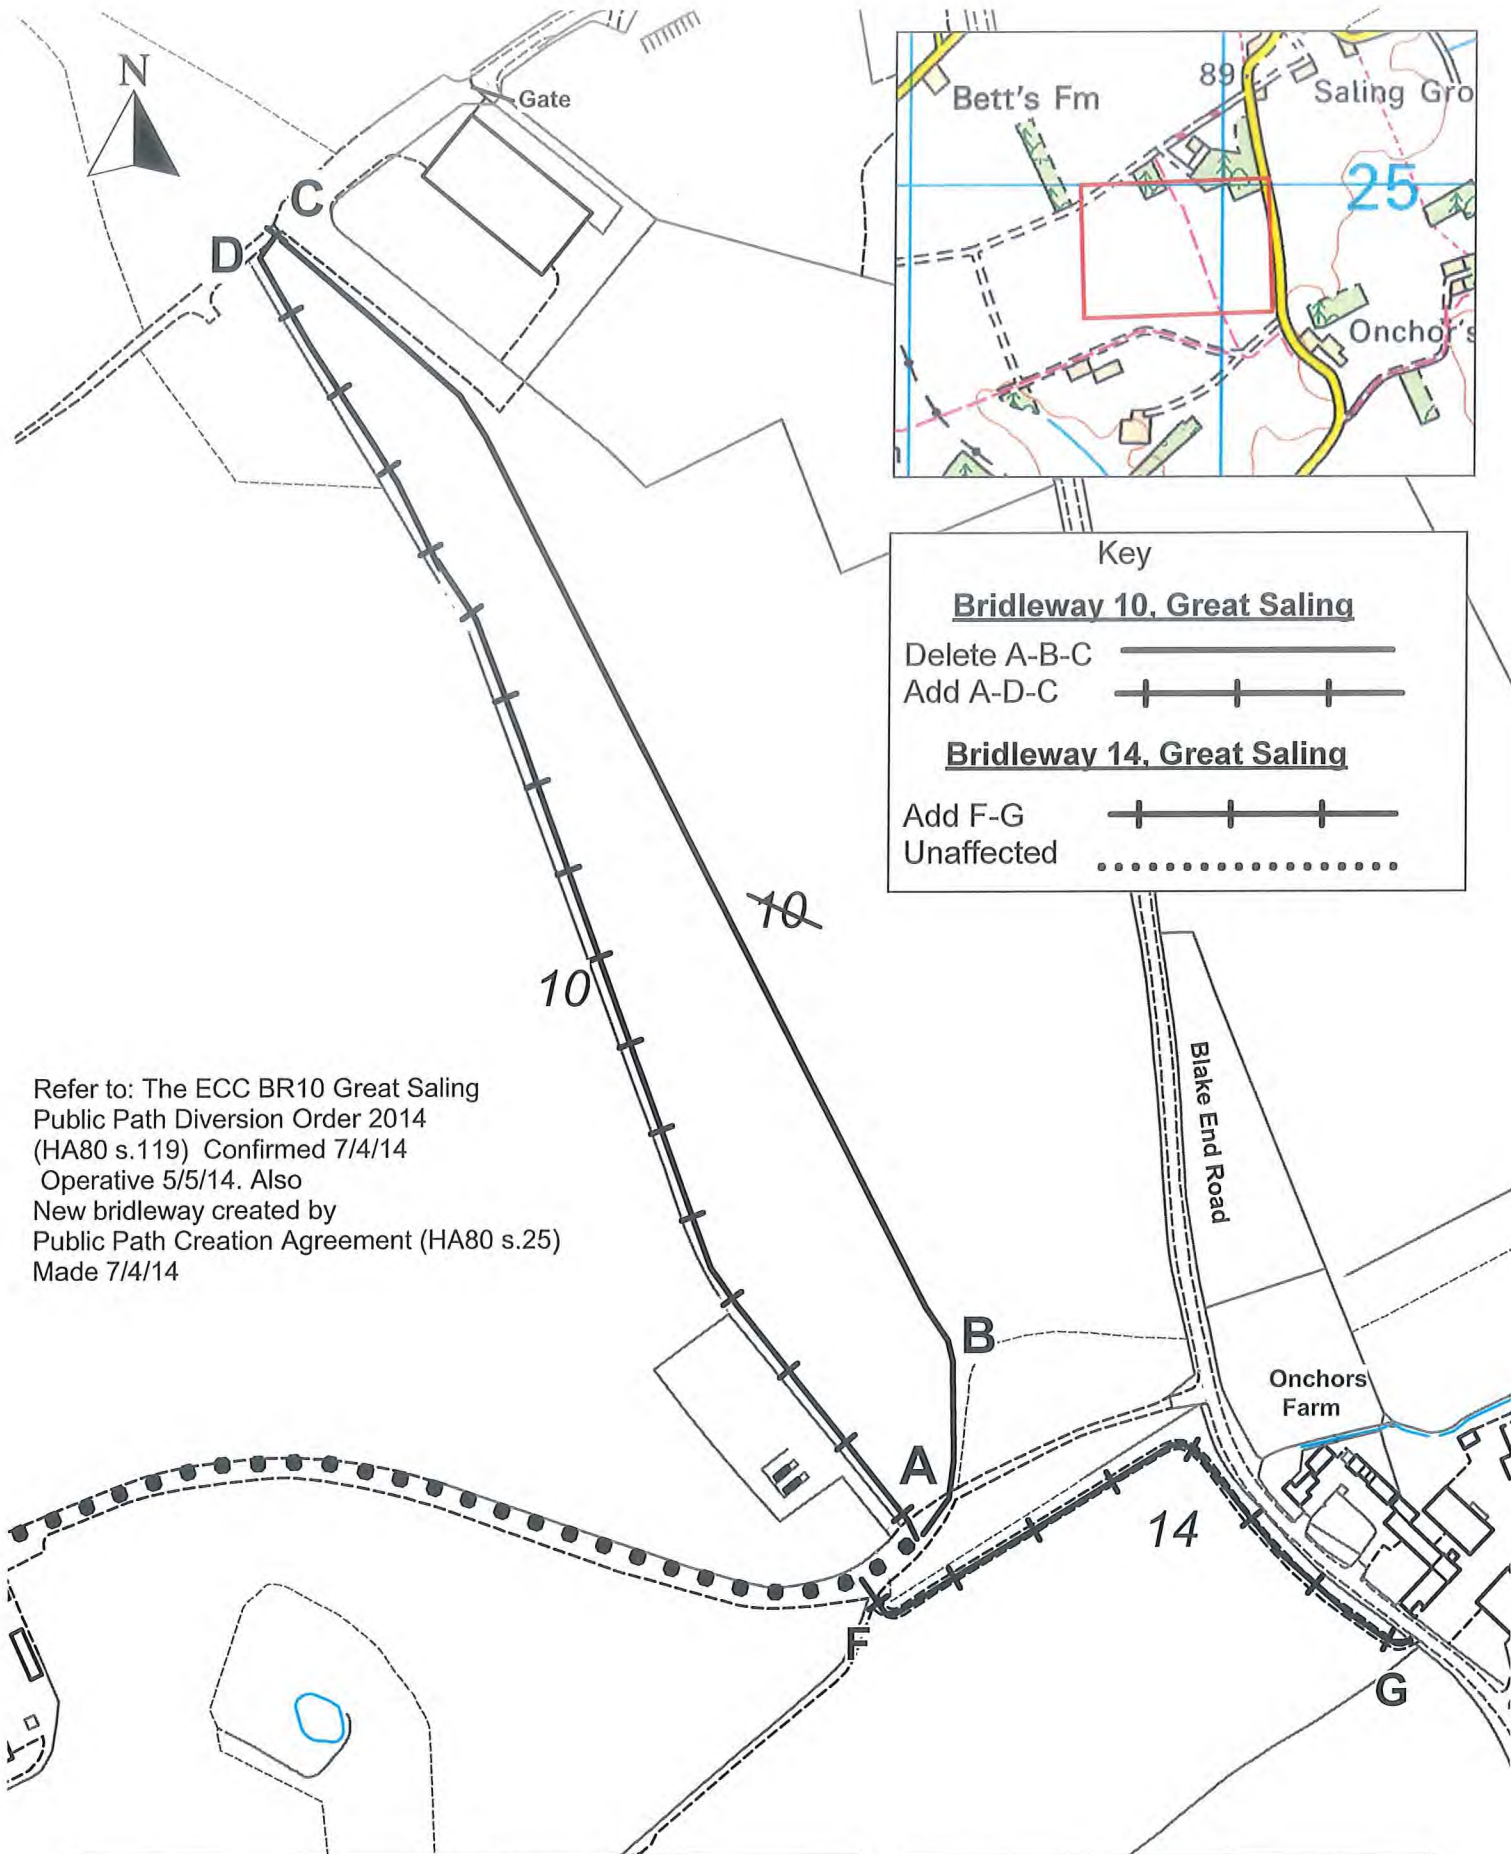 N
Gate
C
D
Bett's Fm
89
Saling Gro
25
Onchor's
Key
Bridleway 10, Great Saling
Delete A-B-C
Add A-D-C
Bridleway 14, Great Saling
Add F-G
Unaffected
10
10
Blake End Road
Refer to: The ECC BR10 Great Saling
Public Path Diversion Order 2014
(HA80 s.119) Confirmed 7/4/14
Operative 5/5/14. Also
New bridleway created by
Public Path Creation Agreement (HA80 s.25)
Made 7/4/14
B
Onchors
Farm
A
14
F
G